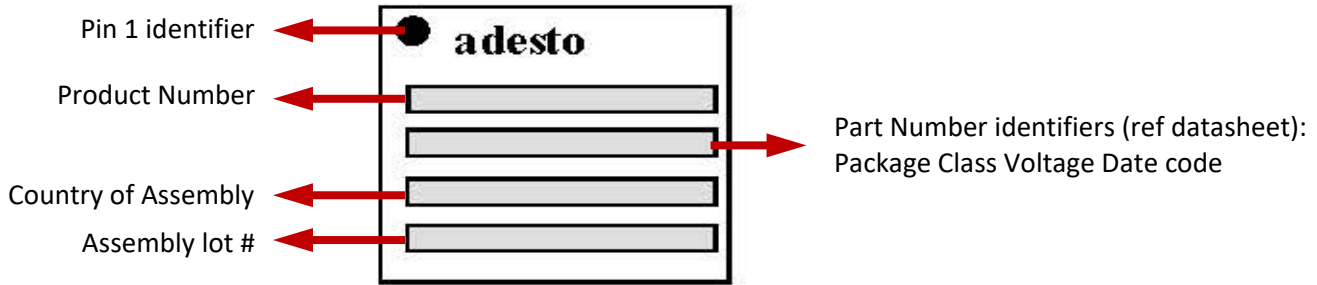 Pin 1 identifier
adesto
Product Number
Part Number identifiers (ref datasheet):
Package Class Voltage Date code
Country of Assembly
Assembly lot #